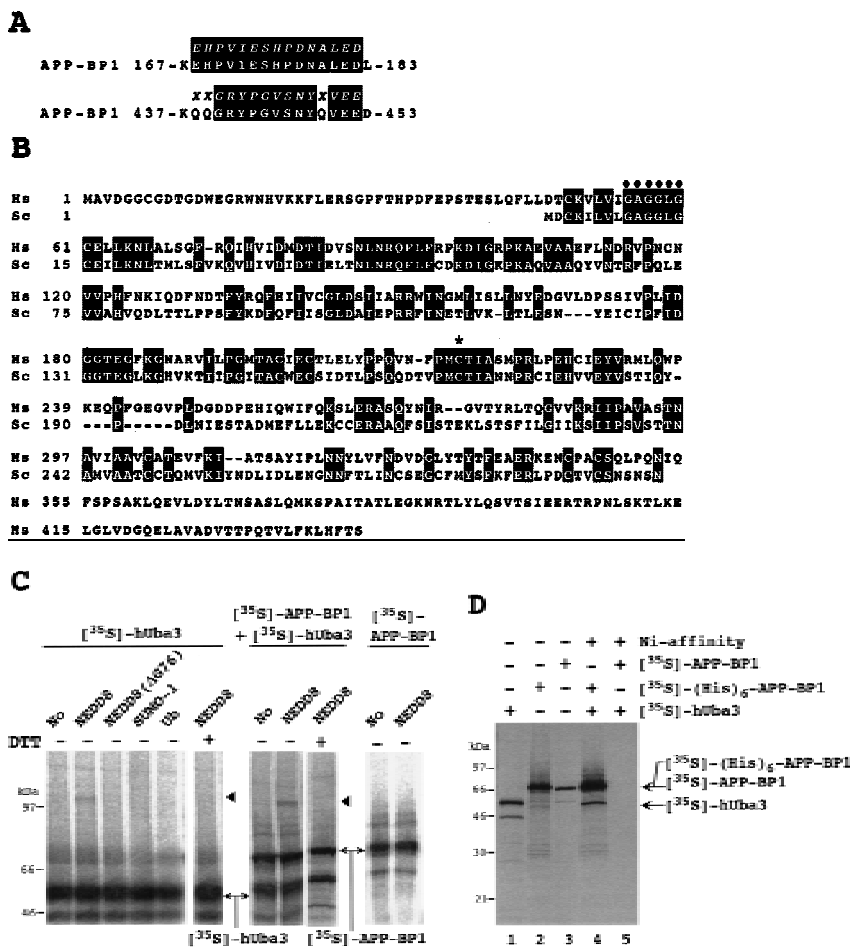 A
EHPVIESHPDNALED
APP-BP1 167-KEHPVIESHPDNALEDL-183
XXGRYPGVSNYXVEE
APP-BP1 437-KQQGRYPGVSNYQVEED-453
B
Hs 1 MAVDGGCGDTGDWEGRWNHVKKFLERSGPFTHPDFEPSTESLQFLLDTCKVLVIGAGGLG
Sc 1 MDCKILVLGAGGLG
Hs 61 CELLKNLALSGF-RQIHVIDMDTIDVSNLNRQFLFRPKDIGRPKAEVAAEFLNDRVPNCN
Sc 15 CEILKNLTMLSFVKQVHIVDIDTIELTNLNRQFLFCDKDIGKPKAQVAAQYVNTRFPQLE
Hs 120 VVPHFNKIQDFNDTFYRQFHIIVCGLDSIIARRWINGMLISLLNYEDGVLDPSSIVPLID
Sc 75 VVAHVQDLTTLPPSFYKDFQFIISGLDAIEPRRFINETLVK-LTLESN---YEICIPFID
*
Hs 180 GGTEGFKGNARVILPGMTACIECTLELYPPQVN-FPMCTIASMPRLPEHCIEYVRMLQWP
Sc 131 GGTEGLKGHVKTIIPGITACWECSIDTLPSQQDTVPMCTIANNPRCIEHVVEYVSTIQY-
Hs 239 KEQPFGEGVPLDGDDPEHIQWIFQKSLERASQYNIR--GVTYRLTQGVVKRIIPAVASTN
Sc 190 ---P-----DLNIESTADMEFLLEKCCERAAQFSISTEKLSTSFILGIIKSIIPSVSTTN
Hs 297 AVIAAVCATEVFKI--ATSAYIPLNNYLVFNDVDGLYTYTFEAERKENCPACSQLPQNIQ
Sc 242 AMVAATCCTQMVKIYNDLIDLENGNNFTLINCSEGCFMYSFKFERLPDCTVCSNSNSN
Hs 355 FSPSAKLQEVLDYLTNSASLQMKSPAITATLEGKNRTLYLQSVTSIEERTRPNLSKTLKE
Hs 415 LGLVDGQELAVADVTTPQTVLFKLHFTS
C
[35S]-hUba3
[35S]-APP-BP1 + [35S]-hUba3
[35S]-APP-BP1
No NEDD8 NEDD8(ΔG76) SUMO-1 Ub NEDD8 No NEDD8 NEDD8 No NEDD8
DTT - - - - - + - - + - -
kDa
97
66
45
[35S]-hUba3 [35S]-APP-BP1
D
- - - + + Ni-affinity
- - + - + [35S]-APP-BP1
- + - + - [35S]-(His)6-APP-BP1
+ - - + + [35S]-hUba3
kDa
97
66
45
30
21
[35S]-(His)6-APP-BP1
[35S]-APP-BP1
[35S]-hUba3
1 2 3 4 5